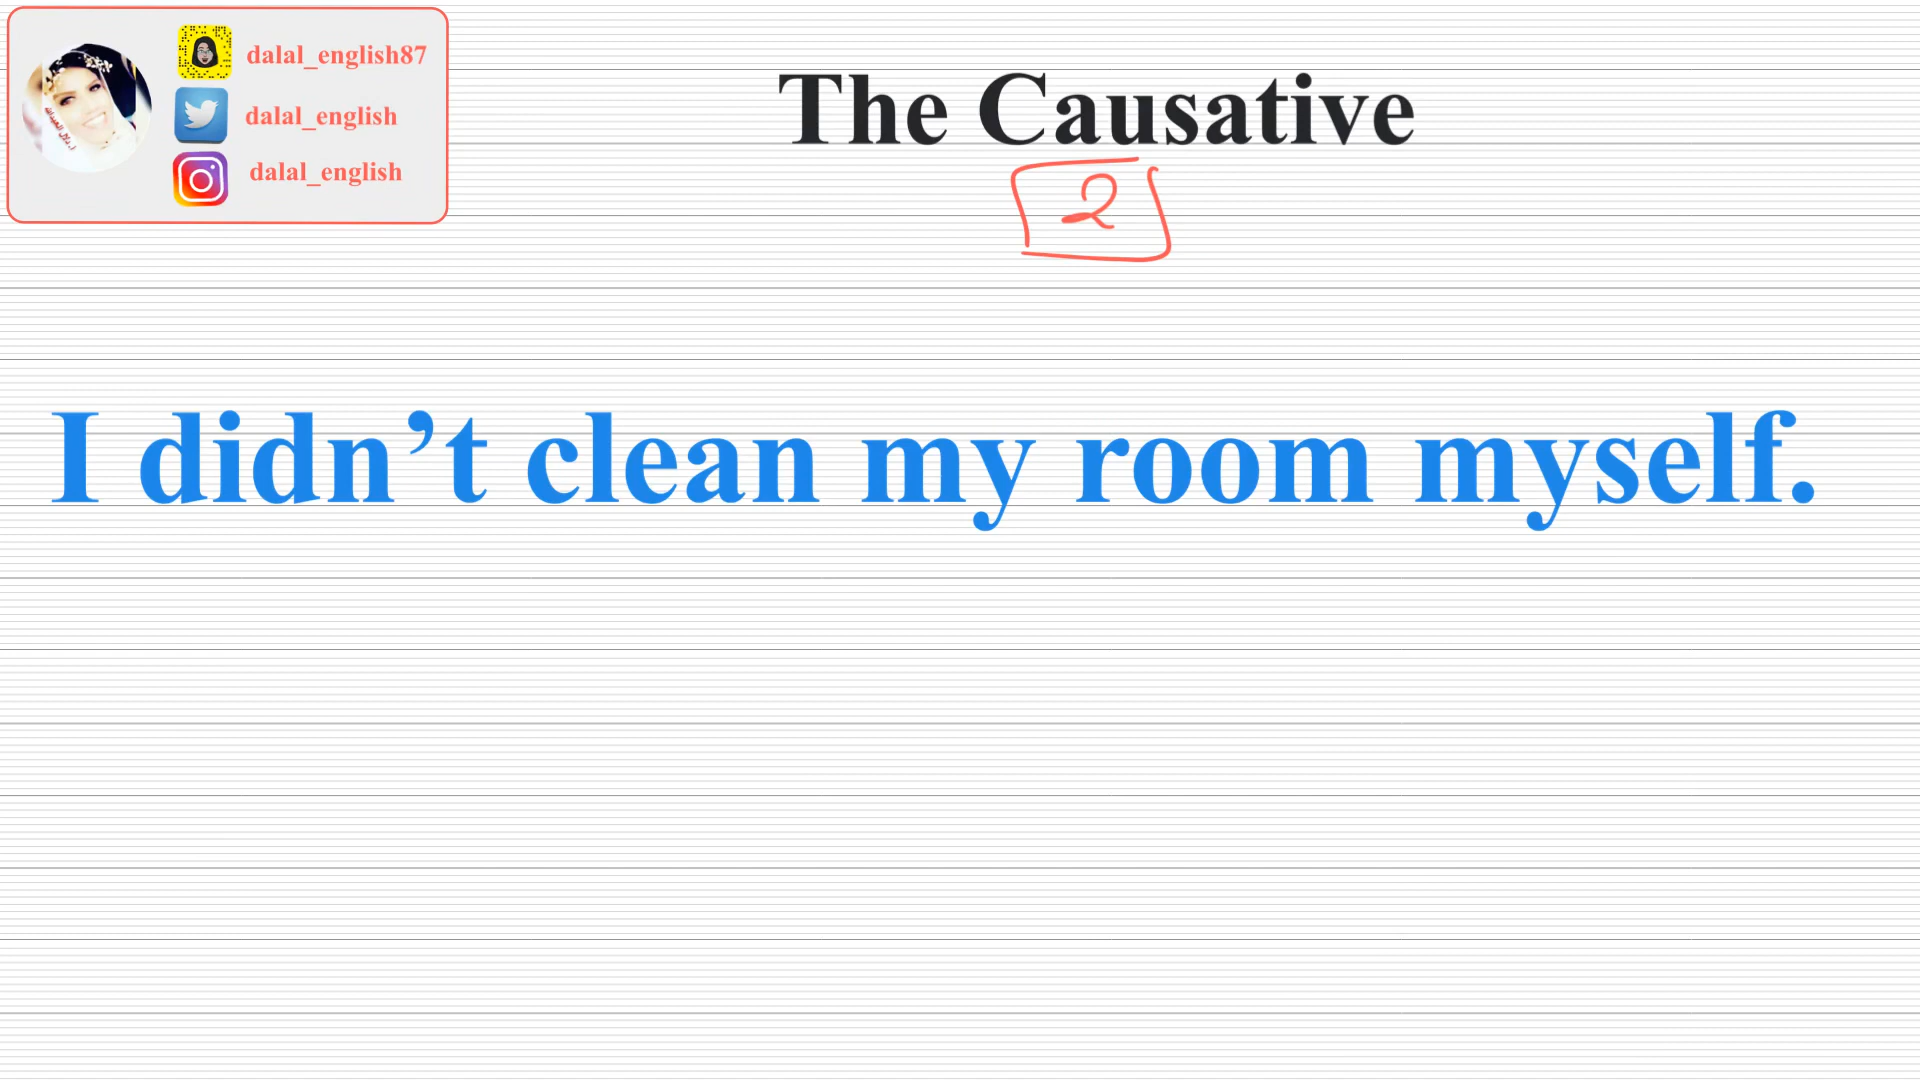 dalal_english87
dalal_english
dalal_english
The Causative
2
I didn’t clean my room myself.